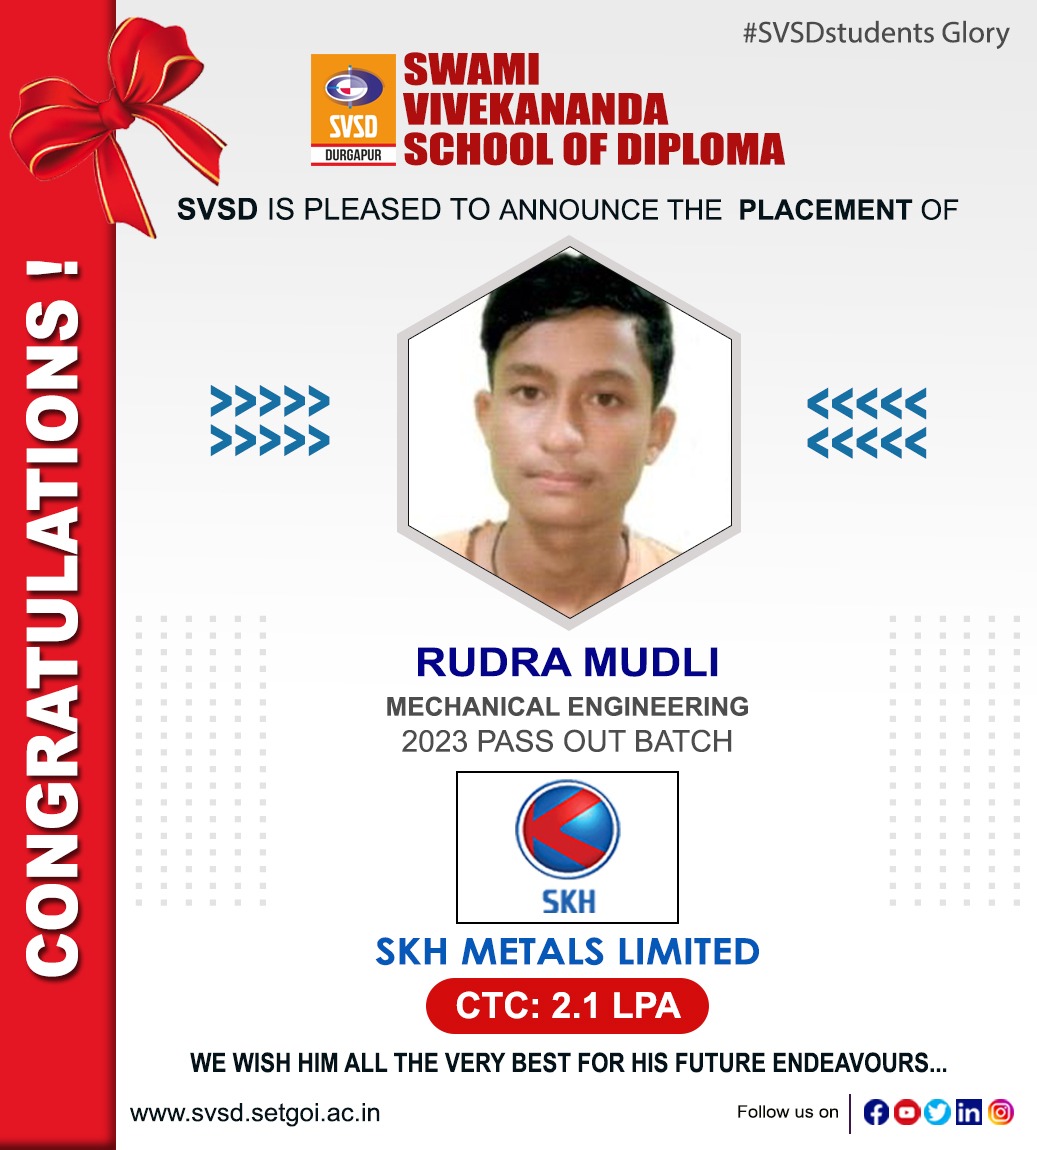 #SVSDstudents Glory
SVSD
DURGAPUR
SWAMI
VIVEKANANDA
SCHOOL OF DIPLOMA
SVSD IS PLEASED TO ANNOUNCE THE PLACEMENT OF
CONGRATULATIONS !
RUDRA MUDLI
MECHANICAL ENGINEERING
2023 PASS OUT BATCH
SKH
SKH METALS LIMITED
CTC: 2.1 LPA
WE WISH HIM ALL THE VERY BEST FOR HIS FUTURE ENDEAVOURS...
www.svsd.setgoi.ac.in
Follow us on